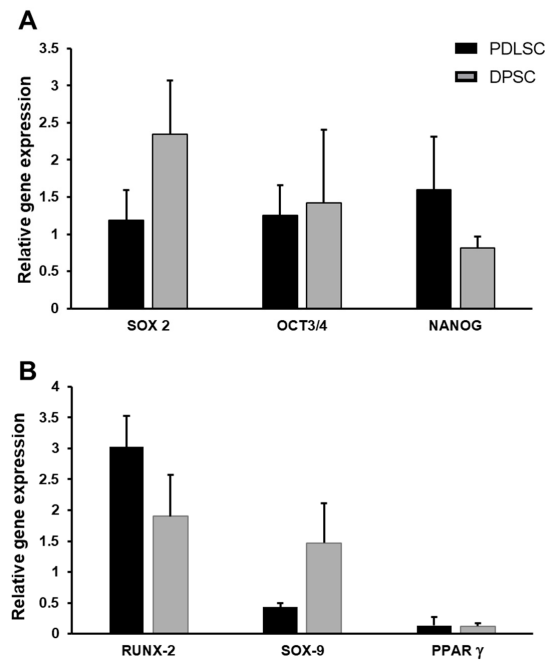 A
PDLSC
DPSC
Relative gene expression
3.5
3
2.5
2
1.5
1
0.5
0
SOX 2 OCT3/4 NANOG
B
Relative gene expression
4
3.5
3
2.5
2
1.5
1
0.5
0
RUNX-2 SOX-9 PPAR γ